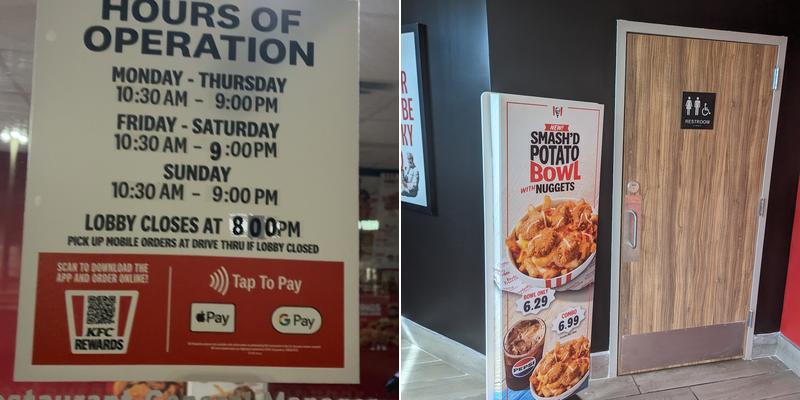 HOURS OF
OPERATION
MONDAY - THURSDAY
10:30 AM - 9:00 PM
FRIDAY - SATURDAY
10:30 AM - 9:00 PM
SUNDAY
10:30 AM - 9:00 PM
LOBBY CLOSES AT 8 00PM
PICK UP MOBILE ORDERS AT DRIVE THRU IF LOBBY CLOSED
SCAN TO DOWNLOAD THE
APP AND ORDER ONLINE!
KFC
REWARDS
Tap To Pay
Pay
G Pay
NEW!
SMASH'D
POTATO
BOWL
WITH NUGGETS
BOWL ONLY
6.29
COMBO
6.99
PEPSI
RESTROOM